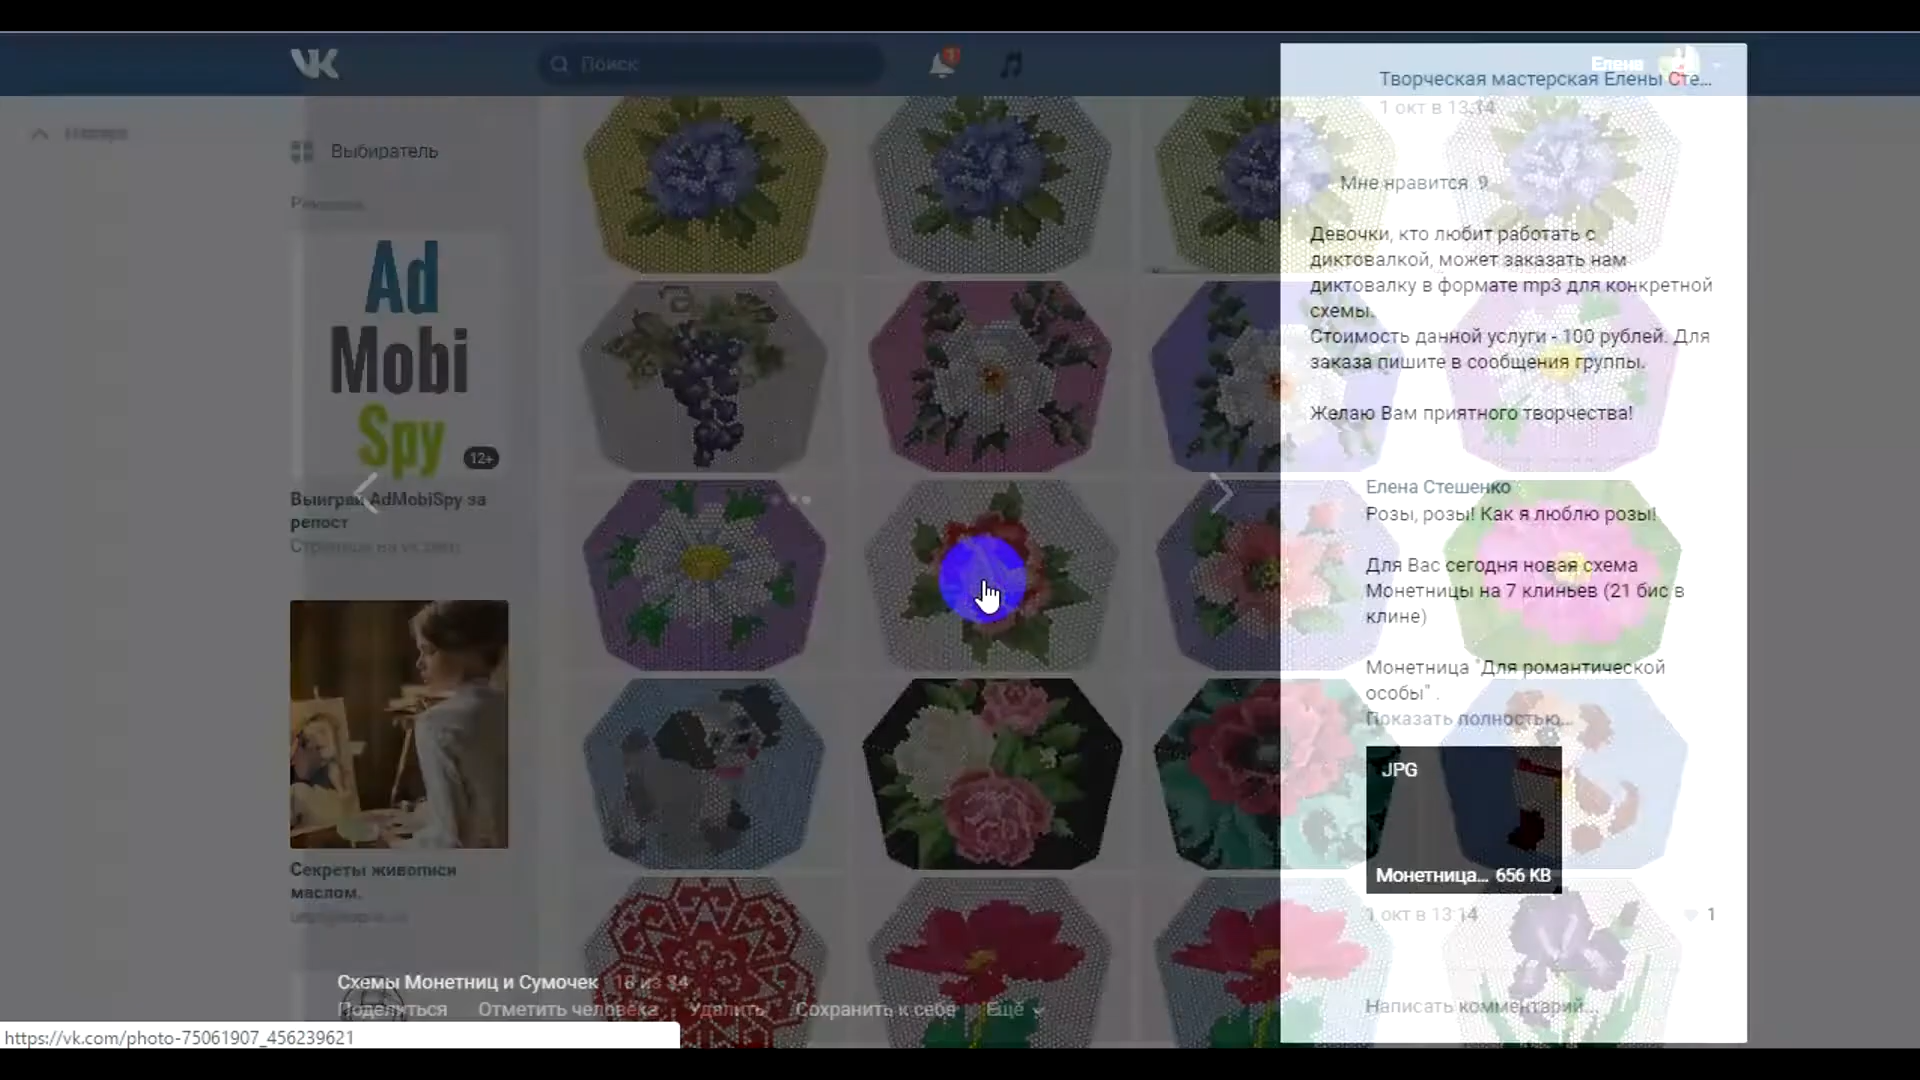 VK
Поиск
1
Елена
Творческая мастерская Елены Сте...
1 окт в 13:14
Наверх
Выбиратель
Мне нравится 9
Реклама
Девочки, кто любит работать с
диктовалкой, может заказать нам
диктовалку в формате mp3 для конкретной
схемы.
Стоимость данной услуги - 100 рублей. Для
заказа пишите в сообщения группы.
Желаю Вам приятного творчества!
Ad
Mobi
Spy
12+
Выиграй AdMobiSpy за
репост
Елена Стешенко
Розы, розы! Как я люблю розы!
Для Вас сегодня новая схема
Монетницы на 7 клиньев (21 бис в
клине)
Монетница "Для романтической
особы" .
Показать полностью...
JPG
Монетница... 656 KB
1 окт в 13:14
1
Секреты живописи
маслом.
Схемы Монетниц и Сумочек 18 из 34
Поделиться Отметить человека Удалить Сохранить к себе Ещё
Написать комментарий...
https://vk.com/photo-75061907_456239621